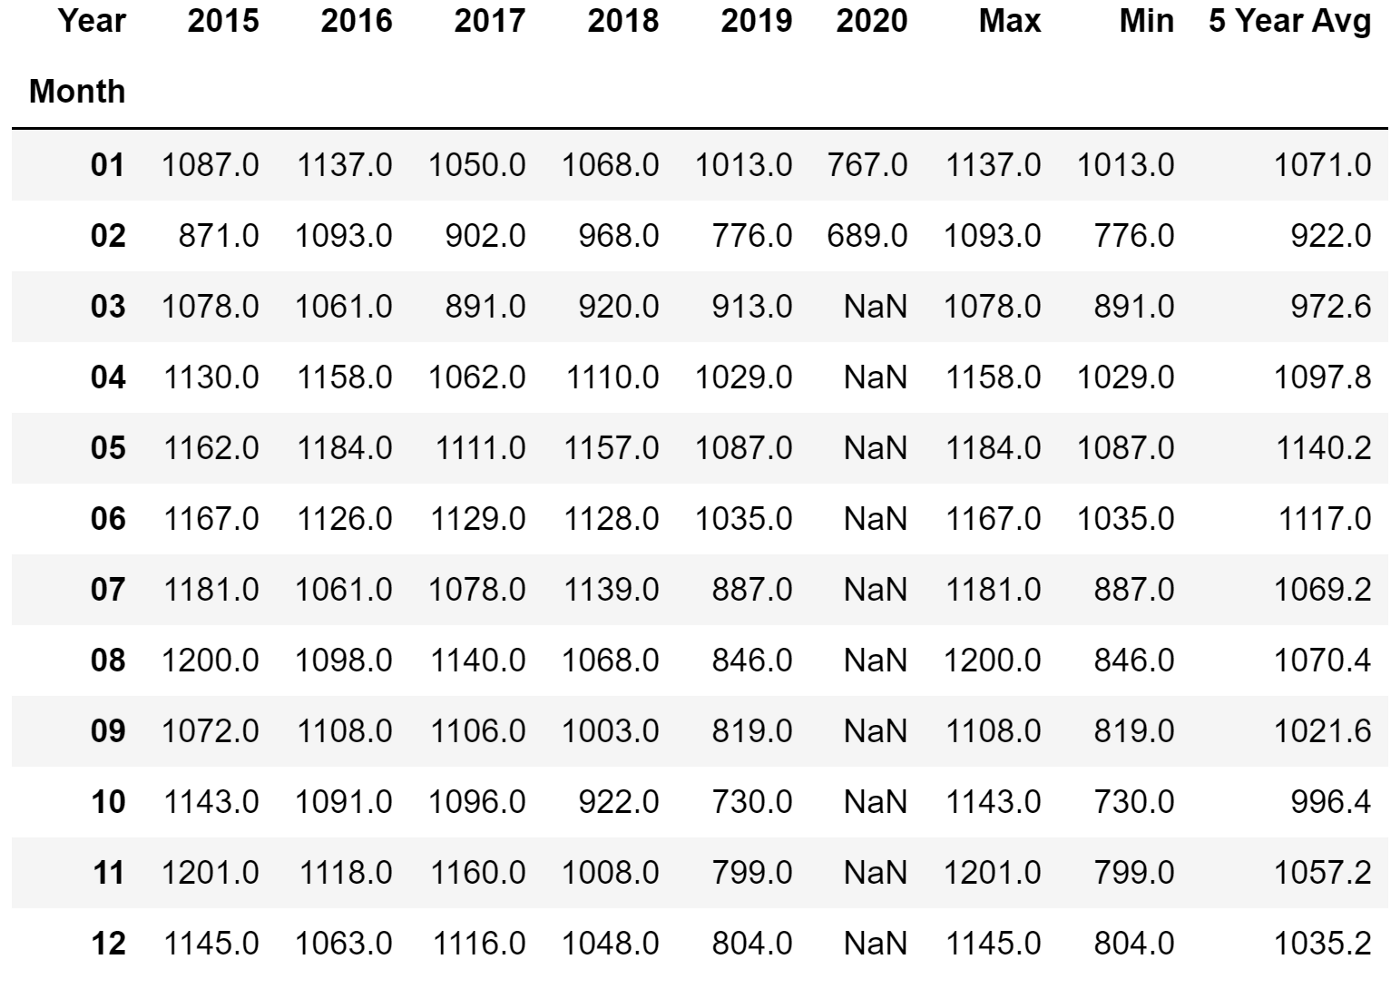 Year 2015 2016 2017 2018 2019 2020 Max Min 5 Year Avg
Month
01 1087.0 1137.0 1050.0 1068.0 1013.0 767.0 1137.0 1013.0 1071.0
02 871.0 1093.0 902.0 968.0 776.0 689.0 1093.0 776.0 922.0
03 1078.0 1061.0 891.0 920.0 913.0 NaN 1078.0 891.0 972.6
04 1130.0 1158.0 1062.0 1110.0 1029.0 NaN 1158.0 1029.0 1097.8
05 1162.0 1184.0 1111.0 1157.0 1087.0 NaN 1184.0 1087.0 1140.2
06 1167.0 1126.0 1129.0 1128.0 1035.0 NaN 1167.0 1035.0 1117.0
07 1181.0 1061.0 1078.0 1139.0 887.0 NaN 1181.0 887.0 1069.2
08 1200.0 1098.0 1140.0 1068.0 846.0 NaN 1200.0 846.0 1070.4
09 1072.0 1108.0 1106.0 1003.0 819.0 NaN 1108.0 819.0 1021.6
10 1143.0 1091.0 1096.0 922.0 730.0 NaN 1143.0 730.0 996.4
11 1201.0 1118.0 1160.0 1008.0 799.0 NaN 1201.0 799.0 1057.2
12 1145.0 1063.0 1116.0 1048.0 804.0 NaN 1145.0 804.0 1035.2